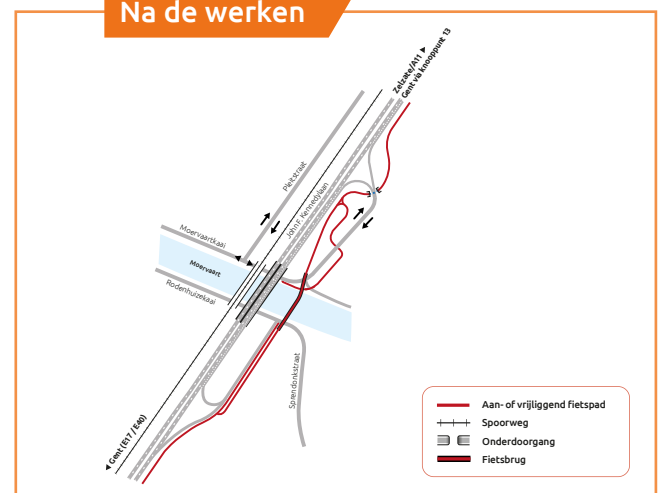 Na de werken
Zelzate/A11
Gent via knooppunt 13
Pleitstraat
John F. Kennedylaan
Moervaartkaai
Moervaart
Rodenhuizekaai
Sprendonkstraat
Gent (E17 / E40)
Aan- of vrijliggend fietspad
Spoorweg
Onderdoorgang
Fietsbrug